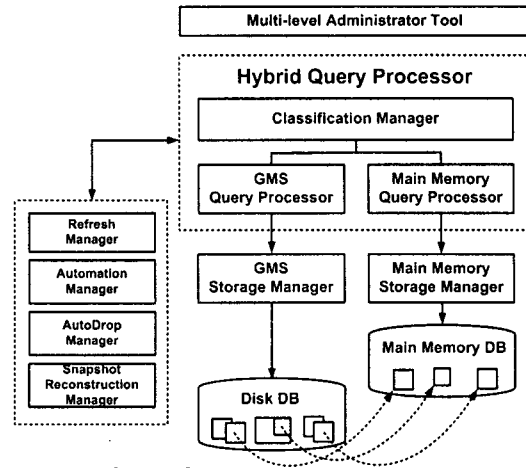 Multi-level Administrator Tool
Hybrid Query Processor
Classification Manager
GMS
Query Processor
Main Memory
Query Processor
Refresh
Manager
Automation
Manager
AutoDrop
Manager
Snapshot
Reconstruction
Manager
GMS
Storage Manager
Main Memory
Storage Manager
Main Memory DB
Disk DB